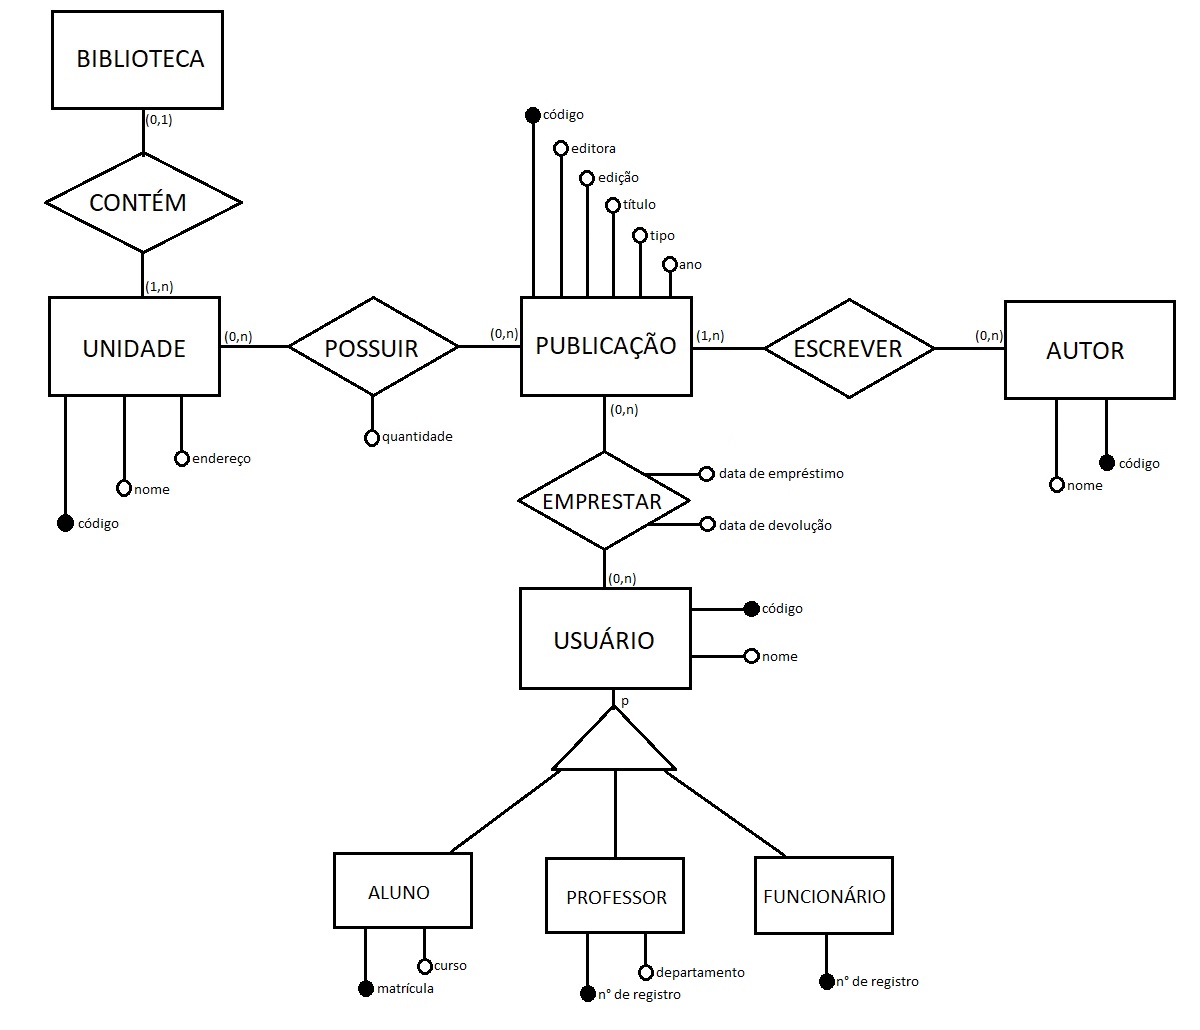 BIBLIOTECA
(0,1)
CONTÉM
(1,n)
código
editora
edição
título
tipo
ano
UNIDADE
(0,n)
POSSUIR
(0,n)
PUBLICAÇÃO
(1,n)
ESCREVER
(0,n)
AUTOR
quantidade
endereço
nome
código
(0,n)
código
nome
EMPRESTAR
data de empréstimo
data de devolução
(0,n)
USUÁRIO
código
nome
p
ALUNO
PROFESSOR
FUNCIONÁRIO
curso
matrícula
departamento
n° de registro
n° de registro